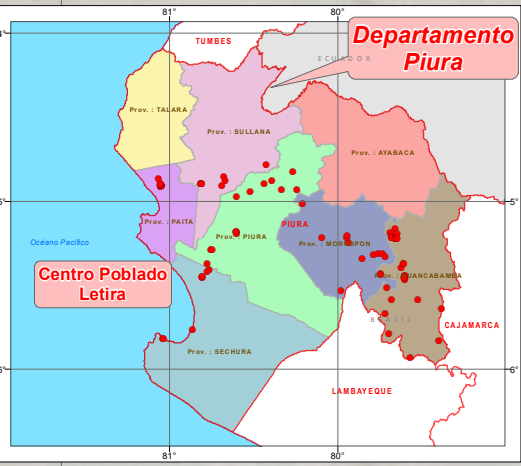 81°
80°
4°
TUMBES
Departamento
Piura
ECUADOR
Prov. : TALARA
Prov. : SULLANA
Prov. : AYABACA
5°
5°
Prov. : PAITA
PIURA
Prov. : PIURA
Prov. : MORROPON
Océano Pacífico
Centro Poblado
Letira
Prov. : HUANCABAMBA
BRASIL
CAJAMARCA
Prov. : SECHURA
6°
6°
LAMBAYEQUE
81°
80°